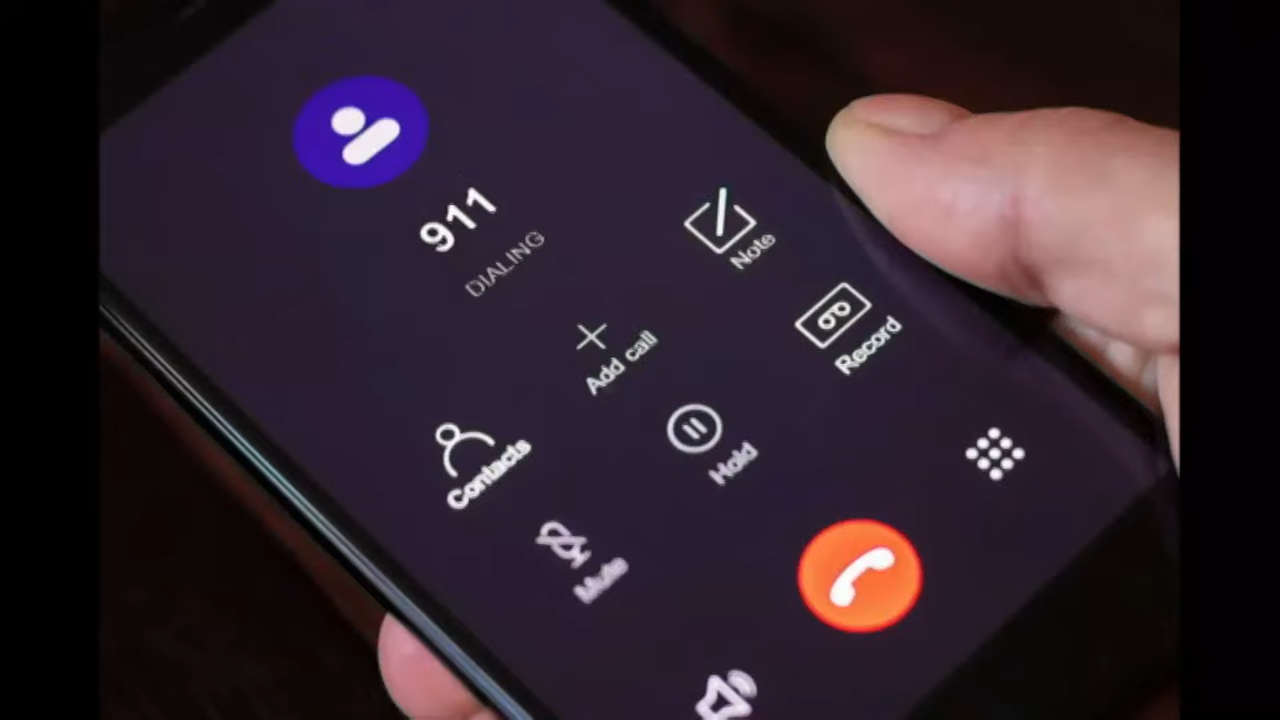 911
DIALING
Note
Add call
Record
Contacts
Hold
Mute